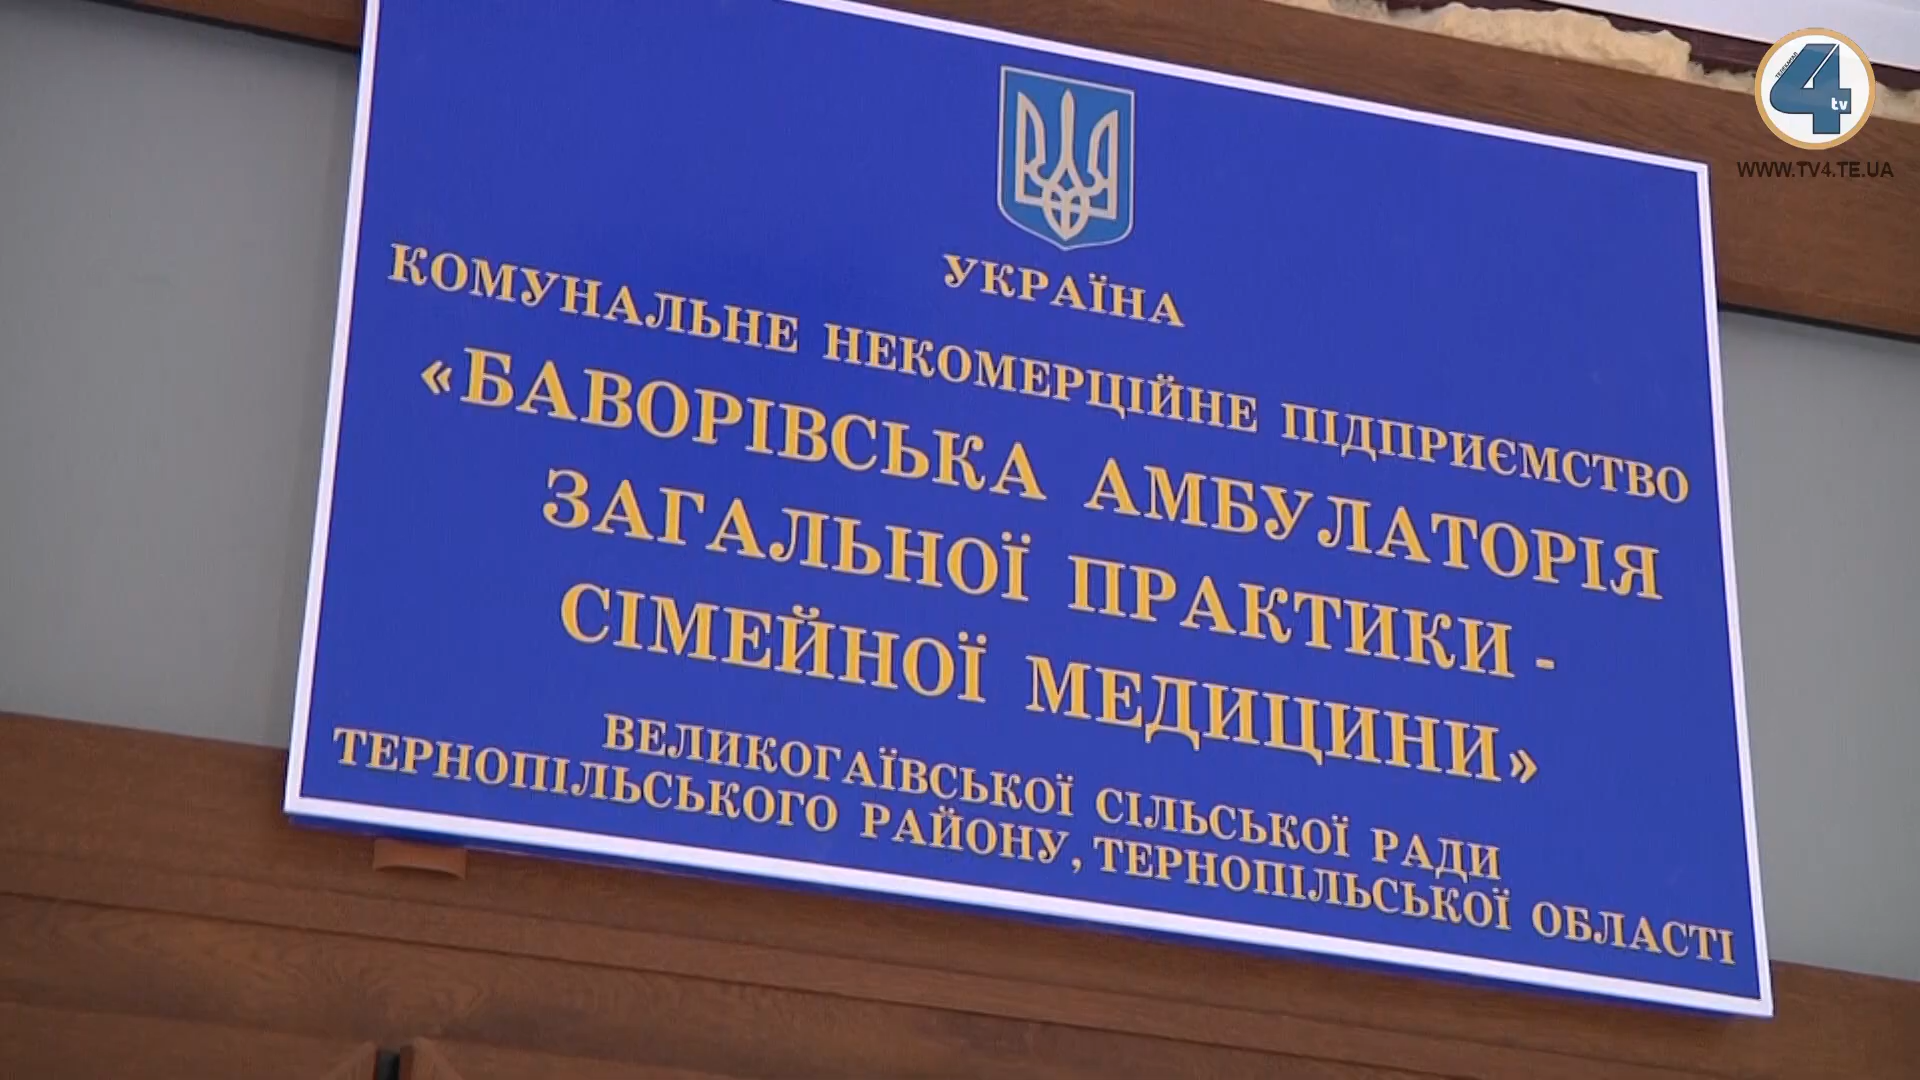 ТЕЛЕКАНАЛ
4 tv
WWW.TV4.TE.UA
УКРАЇНА
КОМУНАЛЬНЕ НЕКОМЕРЦІЙНЕ ПІДПРИЄМСТВО
«БАВОРІВСЬКА АМБУЛАТОРІЯ
ЗАГАЛЬНОЇ ПРАКТИКИ -
СІМЕЙНОЇ МЕДИЦИНИ»
ВЕЛИКОГАЇВСЬКОЇ СІЛЬСЬКОЇ РАДИ
ТЕРНОПІЛЬСЬКОГО РАЙОНУ, ТЕРНОПІЛЬСЬКОЇ ОБЛАСТІ